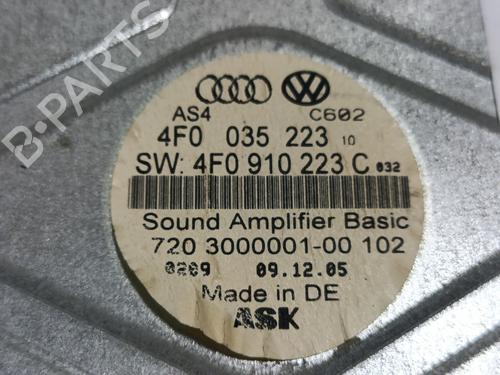 B-PARTS
AS4 C602
4F0 035 223 10
SW: 4F0 910 223 C 032
Sound Amplifier Basic
720 3000001-00 102
0209 09.12.05
Made in DE
ASK